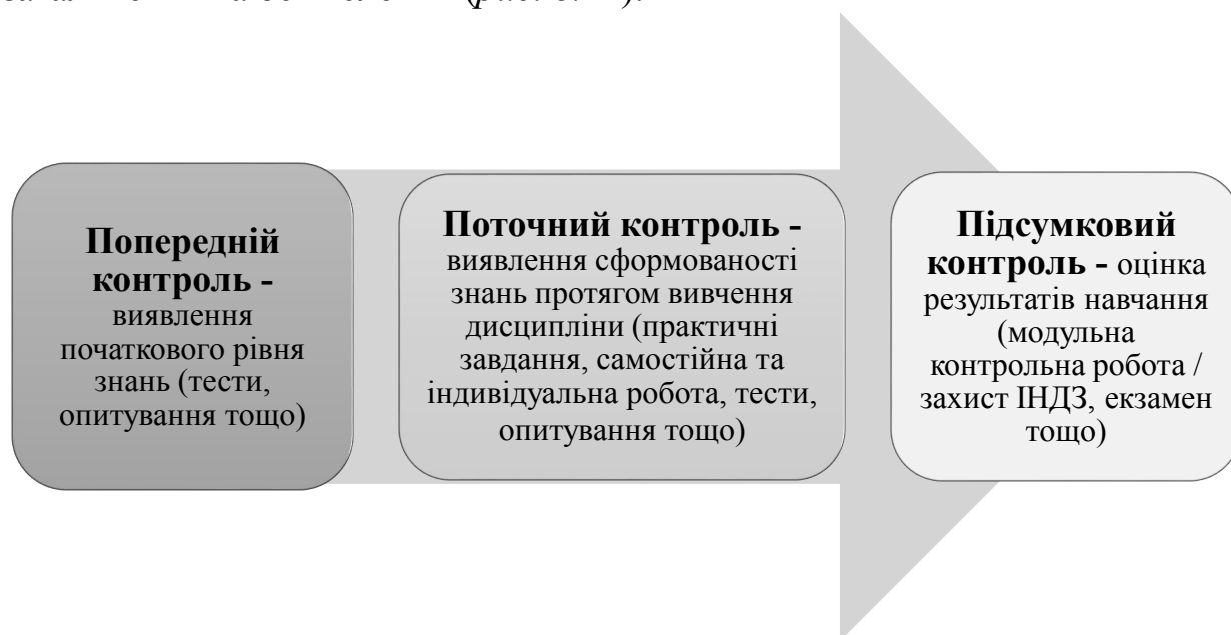 Попередній
контроль -
виявлення
початкового рівня
знань (тести,
опитування тощо)
Поточний контроль -
виявлення сформованості
знань протягом вивчення
дисципліни (практичні
завдання, самостійна та
індивідуальна робота, тести,
опитування тощо)
Підсумковий
контроль - оцінка
результатів навчання
(модульна
контрольна робота /
захист ІНДЗ, екзамен
тощо)